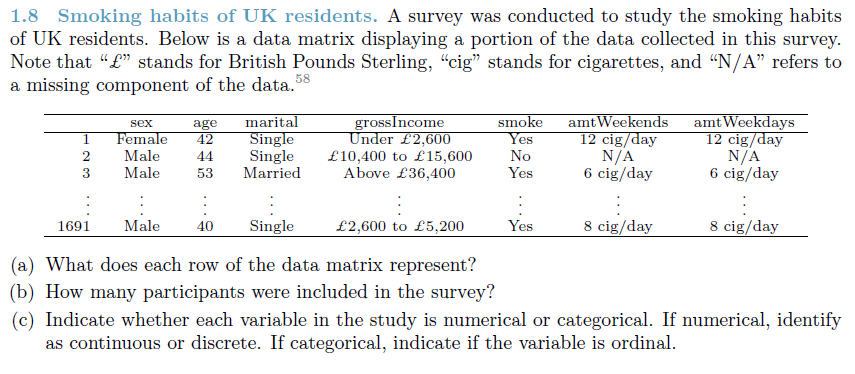 1.8 Smoking habits of UK residents. A survey was conducted to study the smoking habits
of UK residents. Below is a data matrix displaying a portion of the data collected in this survey.
Note that “£” stands for British Pounds Sterling, “cig” stands for cigarettes, and “N/A” refers to
a missing component of the data.58
sex age marital grossIncome smoke amtWeekends amtWeekdays
1 Female 42 Single Under £2,600 Yes 12 cig/day 12 cig/day
2 Male 44 Single £10,400 to £15,600 No N/A N/A
3 Male 53 Married Above £36,400 Yes 6 cig/day 6 cig/day
⋮ ⋮ ⋮ ⋮ ⋮ ⋮ ⋮ ⋮
1691 Male 40 Single £2,600 to £5,200 Yes 8 cig/day 8 cig/day
(a) What does each row of the data matrix represent?
(b) How many participants were included in the survey?
(c) Indicate whether each variable in the study is numerical or categorical. If numerical, identify
as continuous or discrete. If categorical, indicate if the variable is ordinal.